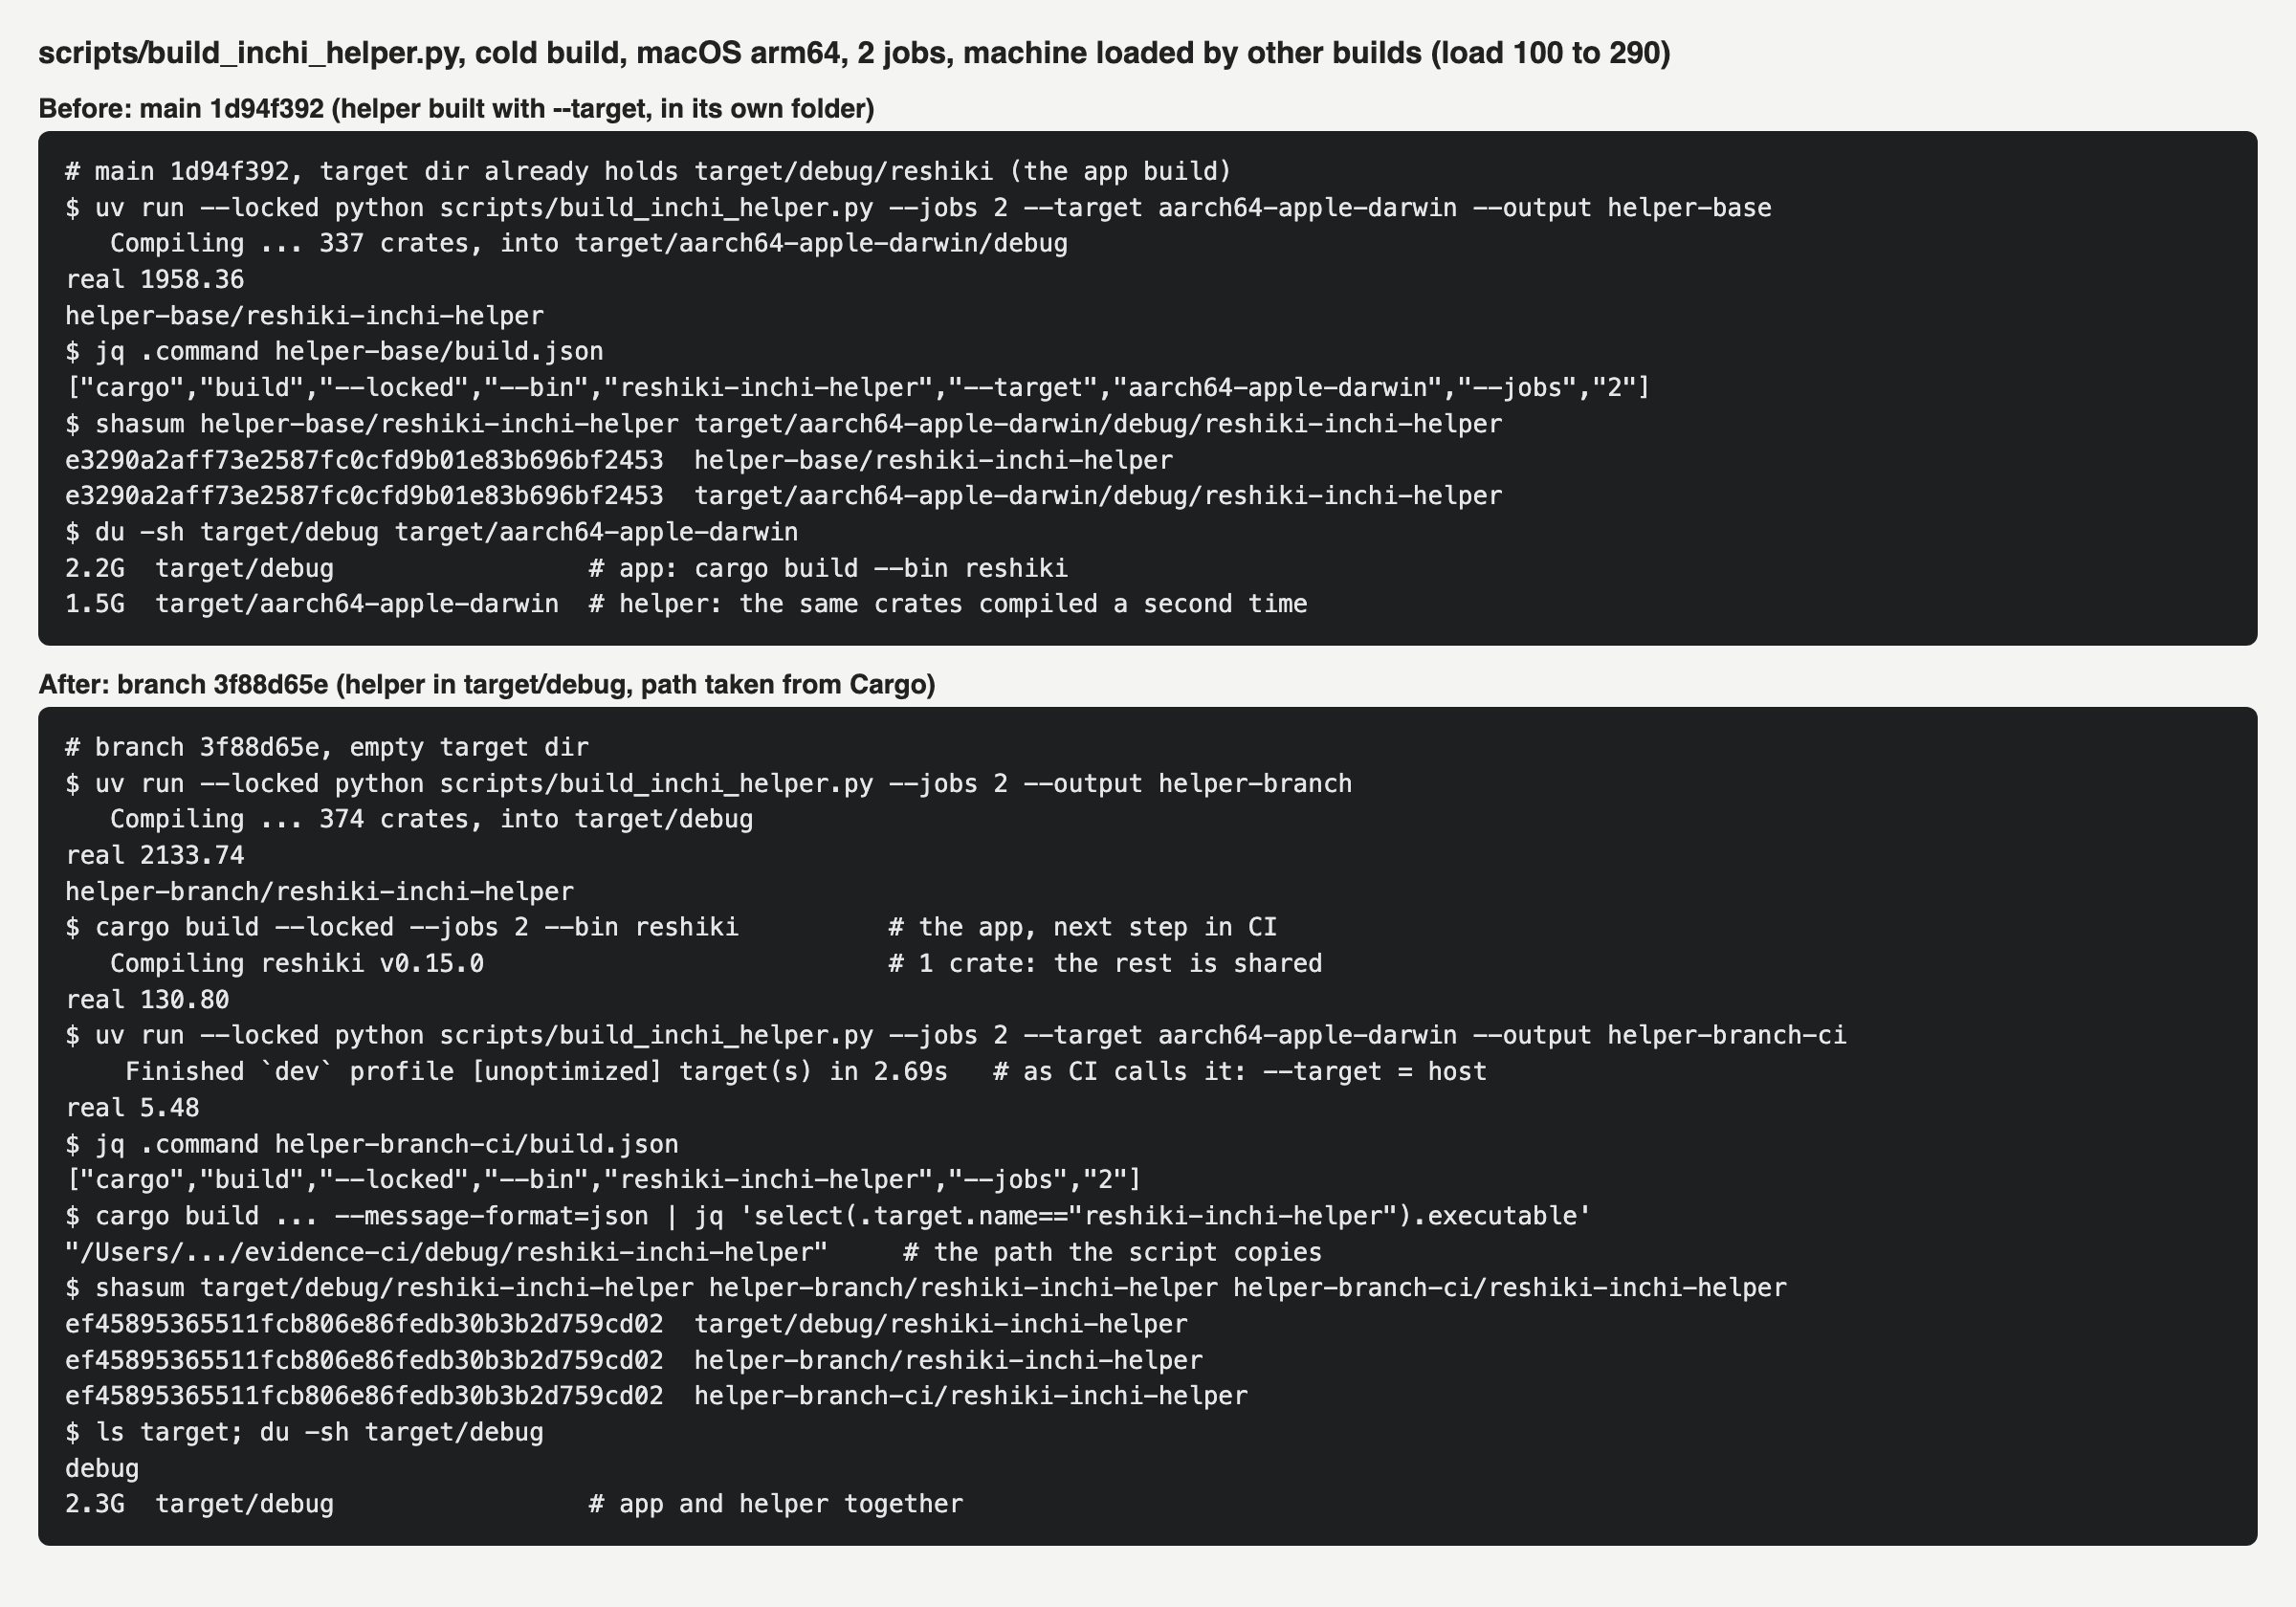 scripts/build_inchi_helper.py, cold build, macOS arm64, 2 jobs, machine loaded by other builds (load 100 to 290)
Before: main 1d94f392 (helper built with --target, in its own folder)
# main 1d94f392, target dir already holds target/debug/reshiki (the app build)
$ uv run --locked python scripts/build_inchi_helper.py --jobs 2 --target aarch64-apple-darwin --output helper-base
   Compiling ... 337 crates, into target/aarch64-apple-darwin/debug
real 1958.36
helper-base/reshiki-inchi-helper
$ jq .command helper-base/build.json
["cargo","build","--locked","--bin","reshiki-inchi-helper","--target","aarch64-apple-darwin","--jobs","2"]
$ shasum helper-base/reshiki-inchi-helper target/aarch64-apple-darwin/debug/reshiki-inchi-helper
e3290a2aff73e2587fc0cfd9b01e83b696bf2453  helper-base/reshiki-inchi-helper
e3290a2aff73e2587fc0cfd9b01e83b696bf2453  target/aarch64-apple-darwin/debug/reshiki-inchi-helper
$ du -sh target/debug target/aarch64-apple-darwin
2.2G  target/debug                 # app: cargo build --bin reshiki
1.5G  target/aarch64-apple-darwin  # helper: the same crates compiled a second time
After: branch 3f88d65e (helper in target/debug, path taken from Cargo)
# branch 3f88d65e, empty target dir
$ uv run --locked python scripts/build_inchi_helper.py --jobs 2 --output helper-branch
   Compiling ... 374 crates, into target/debug
real 2133.74
helper-branch/reshiki-inchi-helper
$ cargo build --locked --jobs 2 --bin reshiki          # the app, next step in CI
   Compiling reshiki v0.15.0                           # 1 crate: the rest is shared
real 130.80
$ uv run --locked python scripts/build_inchi_helper.py --jobs 2 --target aarch64-apple-darwin --output helper-branch-ci
    Finished `dev` profile [unoptimized] target(s) in 2.69s   # as CI calls it: --target = host
real 5.48
$ jq .command helper-branch-ci/build.json
["cargo","build","--locked","--bin","reshiki-inchi-helper","--jobs","2"]
$ cargo build ... --message-format=json | jq 'select(.target.name=="reshiki-inchi-helper").executable'
"/Users/.../evidence-ci/debug/reshiki-inchi-helper"     # the path the script copies
$ shasum target/debug/reshiki-inchi-helper helper-branch/reshiki-inchi-helper helper-branch-ci/reshiki-inchi-helper
ef45895365511fcb806e86fedb30b3b2d759cd02  target/debug/reshiki-inchi-helper
ef45895365511fcb806e86fedb30b3b2d759cd02  helper-branch/reshiki-inchi-helper
ef45895365511fcb806e86fedb30b3b2d759cd02  helper-branch-ci/reshiki-inchi-helper
$ ls target; du -sh target/debug
debug
2.3G  target/debug                 # app and helper together